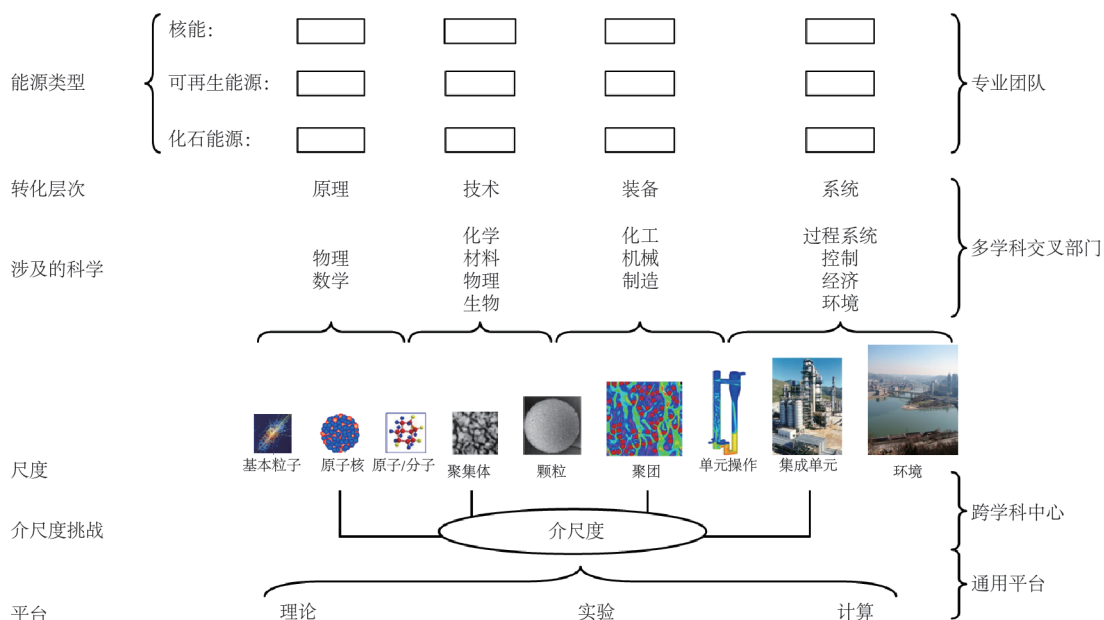 核能:
能源类型
可再生能源:
专业团队
化石能源:
转化层次
原理
技术
装备
系统
涉及的科学
物理
数学
化学
材料
物理
生物
化工
机械
制造
过程系统
控制
经济
环境
多学科交叉部门
尺度
基本粒子
原子核
原子/分子
聚集体
颗粒
聚团
单元操作
集成单元
环境
介尺度挑战
介尺度
跨学科中心
通用平台
平台
理论
实验
计算